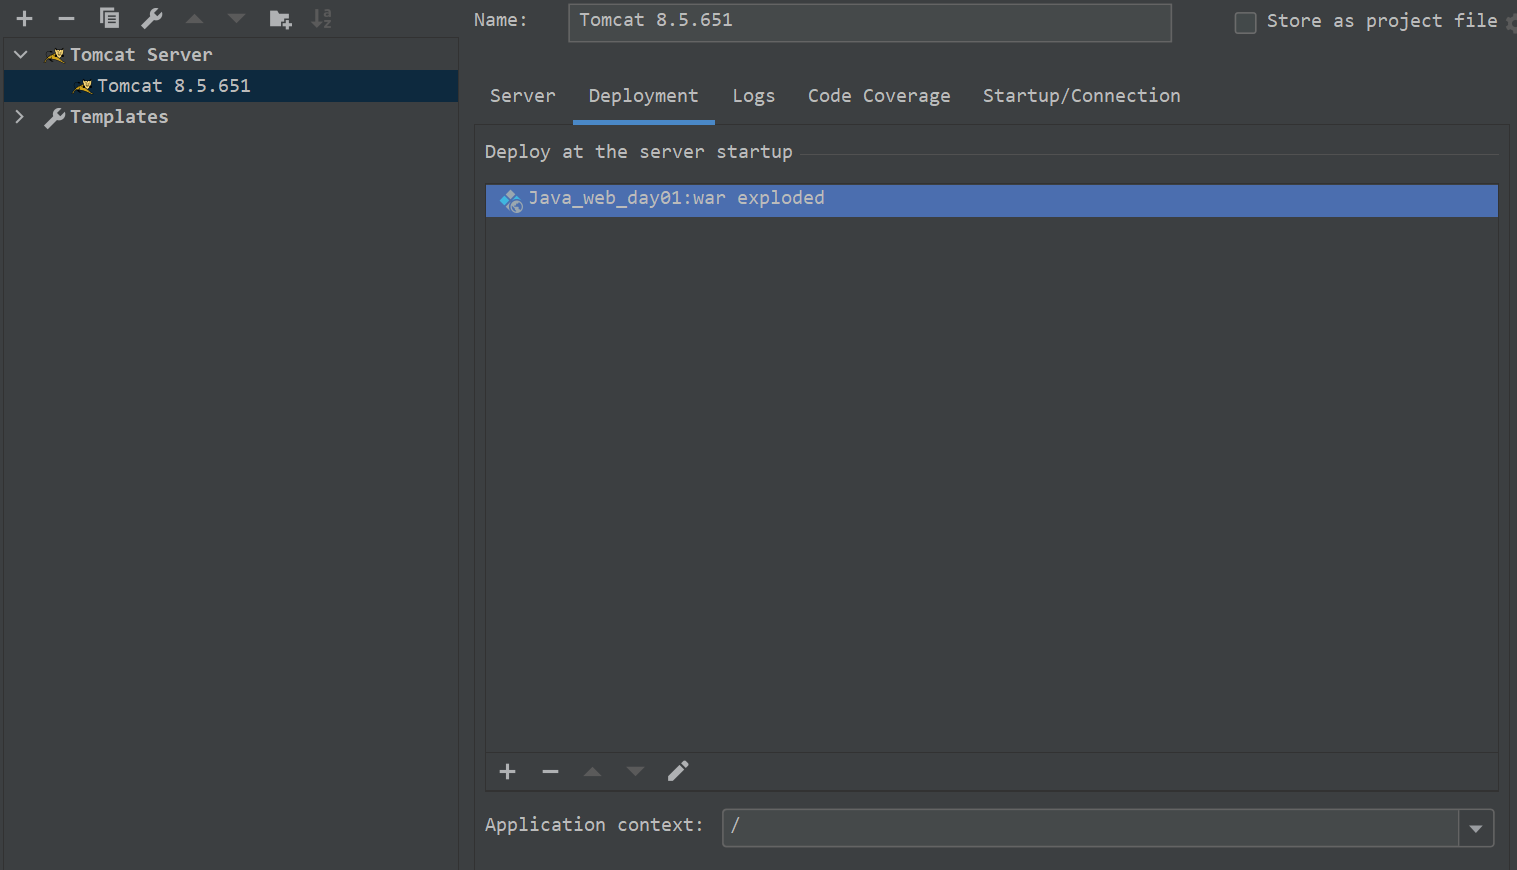 Name: Tomcat 8.5.651 Store as project file
Tomcat Server
Tomcat 8.5.651
Templates
Server Deployment Logs Code Coverage Startup/Connection
Deploy at the server startup
Java_web_day01:war exploded
Application context: /